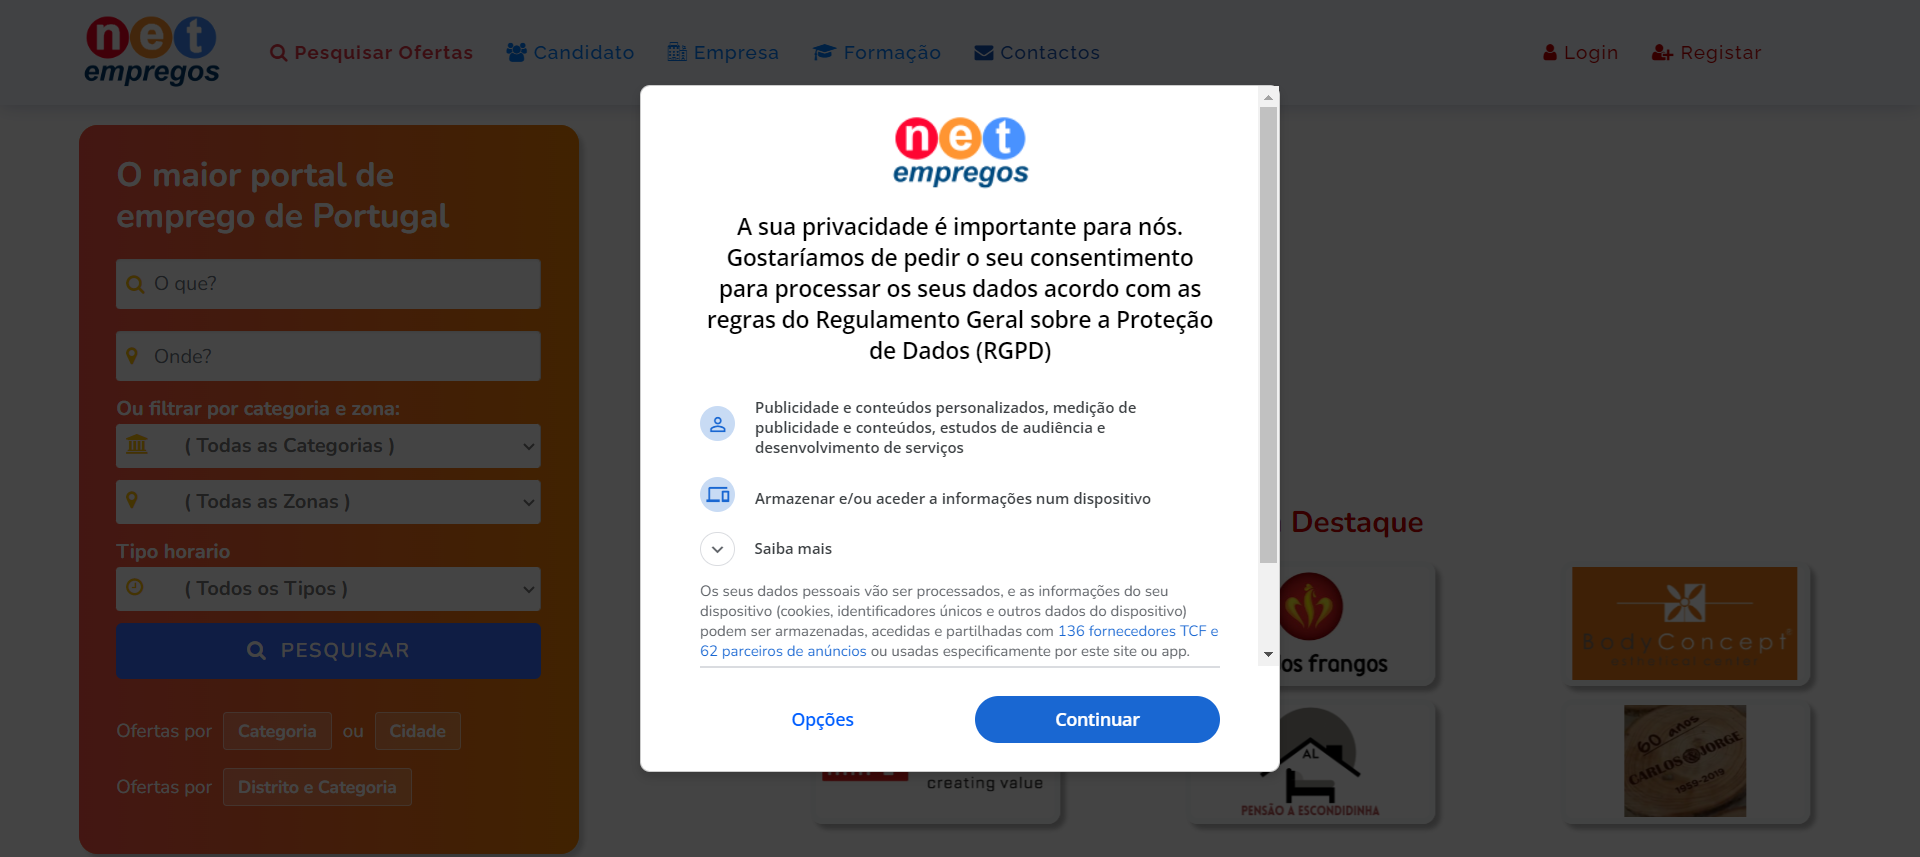 net empregos
Pesquisar Ofertas
Candidato
Empresa
Formação
Contactos
Login
Registar
O maior portal de
emprego de Portugal
O que?
Onde?
Ou filtrar por categoria e zona:
( Todas as Categorias )
( Todas as Zonas )
Tipo horario
( Todos os Tipos )
PESQUISAR
Ofertas por Categoria ou Cidade
Ofertas por Distrito e Categoria
net
empregos
A sua privacidade é importante para nós.
Gostaríamos de pedir o seu consentimento
para processar os seus dados acordo com as
regras do Regulamento Geral sobre a Proteção
de Dados (RGPD)
Publicidade e conteúdos personalizados, medição de
publicidade e conteúdos, estudos de audiência e
desenvolvimento de serviços
Armazenar e/ou aceder a informações num dispositivo
Saiba mais
Os seus dados pessoais vão ser processados, e as informações do seu
dispositivo (cookies, identificadores únicos e outros dados do dispositivo)
podem ser armazenadas, acedidas e partilhadas com 136 fornecedores TCF e
62 parceiros de anúncios ou usadas especificamente por este site ou app.
Opções
Continuar
Destaque
os frangos
BodyConcept
creating value
AL
PENSÃO A ESCONDIDINHA
60 anos
CARLOS JORGE
1959-2019